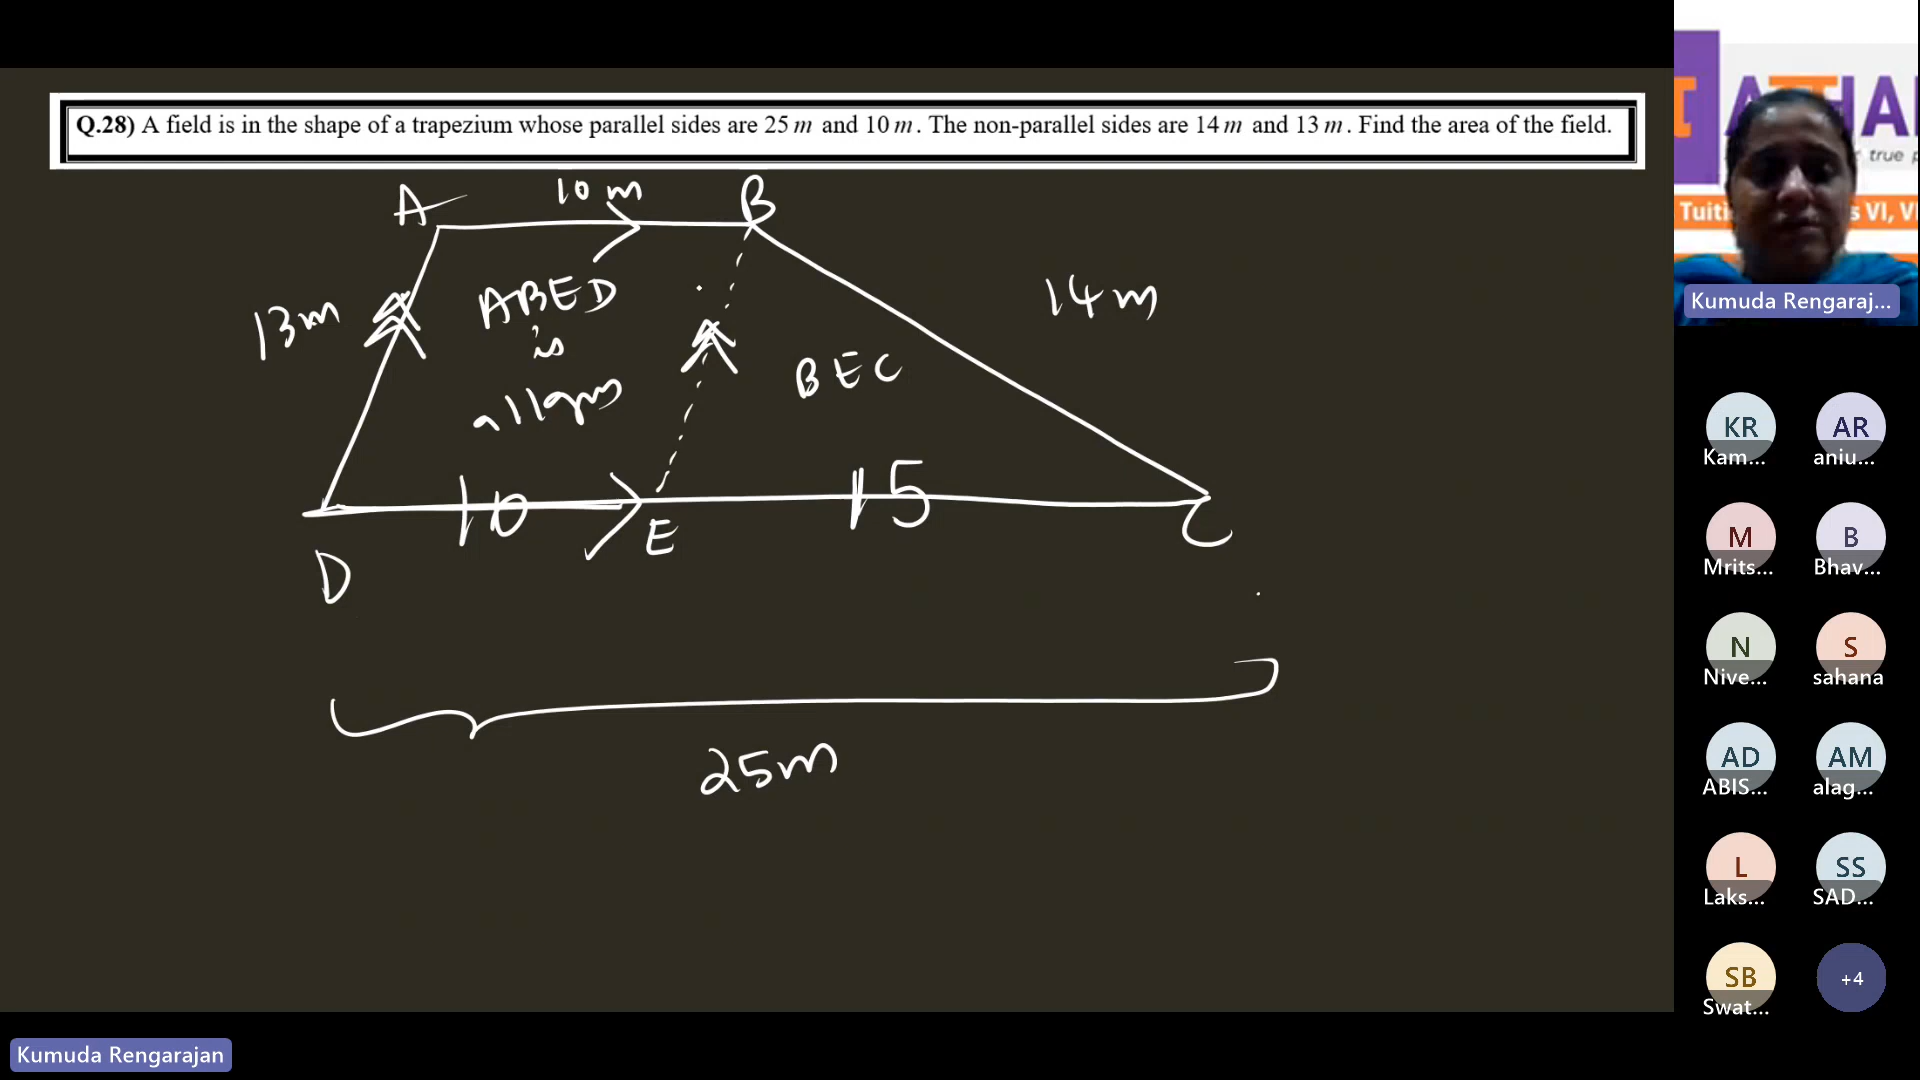 Q.28) A field is in the shape of a trapezium whose parallel sides are 25 m and 10 m. The non-parallel sides are 14 m and 13 m. Find the area of the field.
A
10 m
B
13m
ABED
is
14m
BEC
10
15
E
D
C
25m
true p
Tuiti
s VI, V
Kumuda Rengaraj...
KR
AR
Kam...
aniu...
M
B
Mrits...
Bhav...
N
S
Nive...
sahana
AD
AM
ABIS...
alag...
L
SS
Laks...
SAD...
SB
+4
Swat...
Kumuda Rengarajan